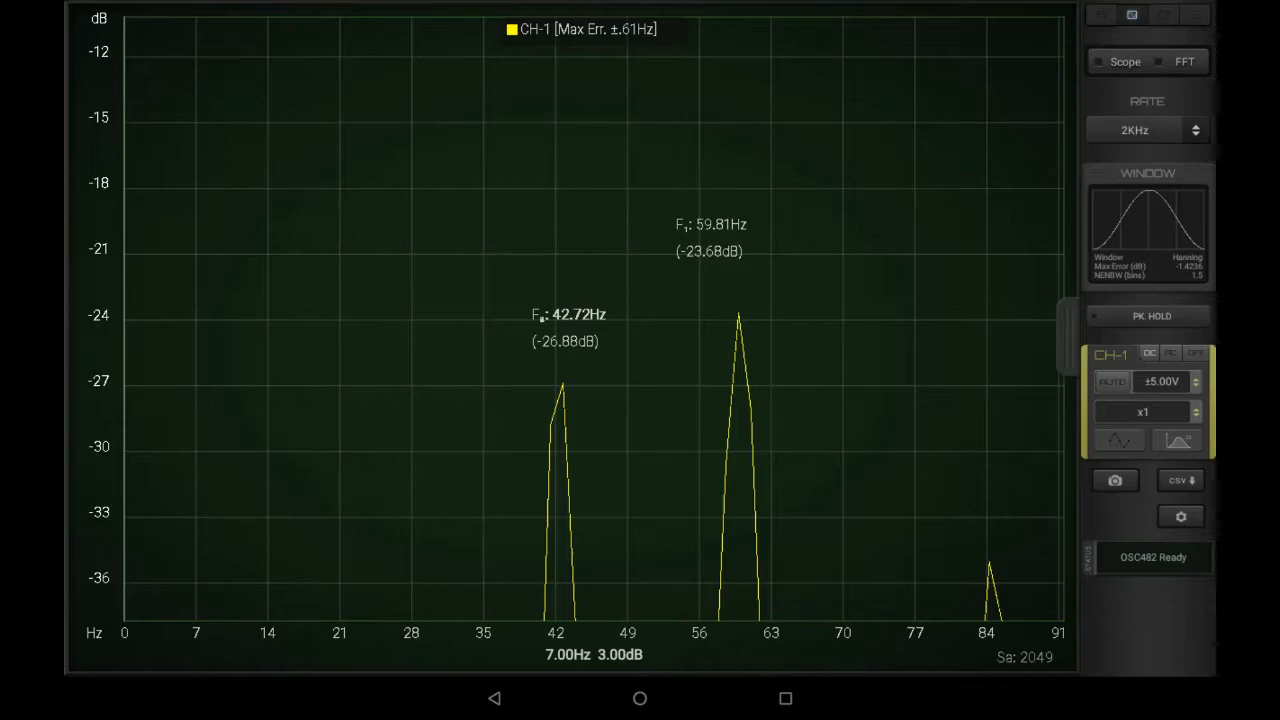 dB
CH-1 [Max Err. ±.61Hz]
-12
-15
-18
-21
-24
-27
-30
-33
-36
F₁: 59.81Hz
(-23.68dB)
(-26.88dB)
Hz 0 7 14 21 28 35 42 49 56 63 70 77 84 91
7.00Hz 3.00dB
Sa: 2049
Scope FFT
RATE
2KHz
WINDOW
Window Hanning
Max Error (dB) -1.4236
NENBW (bins) 1.5
PK HOLD
CH-1 DC AC OFF
AUTO ±5.00V
x1
CSV
STATUS
OSC482 Ready